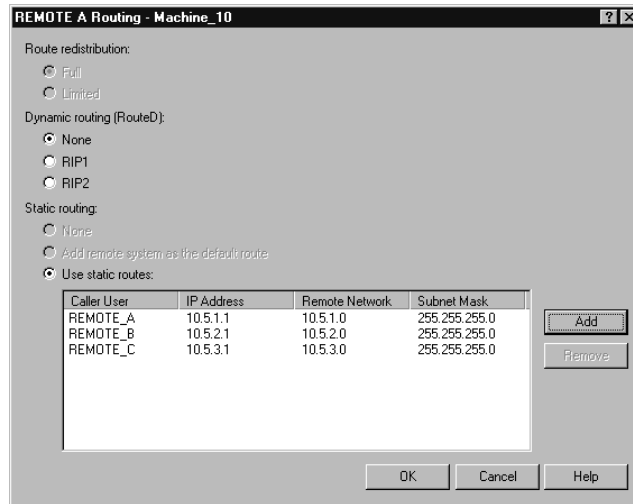 REMOTE A Routing - Machine_10
Route redistribution:
Full
Limited
Dynamic routing (RouteD):
None
RIP1
RIP2
Static routing:
None
Add remote system as the default route
Use static routes:
Caller User IP Address Remote Network Subnet Mask
REMOTE_A 10.5.1.1 10.5.1.0 255.255.255.0
REMOTE_B 10.5.2.1 10.5.2.0 255.255.255.0
REMOTE_C 10.5.3.1 10.5.3.0 255.255.255.0
Add
Remove
OK Cancel Help